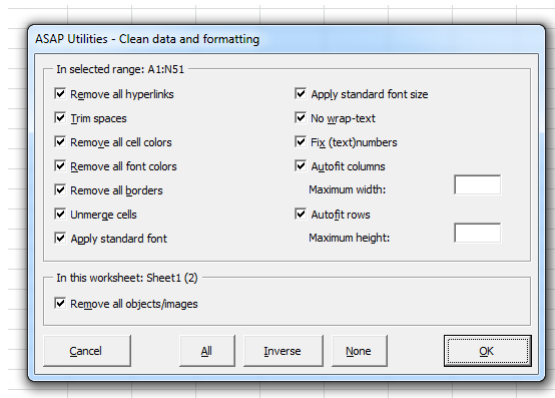 ASAP Utilities - Clean data and formatting
In selected range: A1:N51
Remove all hyperlinks
Trim spaces
Remove all cell colors
Remove all font colors
Remove all borders
Unmerge cells
Apply standard font
Apply standard font size
No wrap-text
Fix (text)numbers
Autofit columns
Maximum width:
Autofit rows
Maximum height:
In this worksheet: Sheet1 (2)
Remove all objects/images
Cancel All Inverse None OK